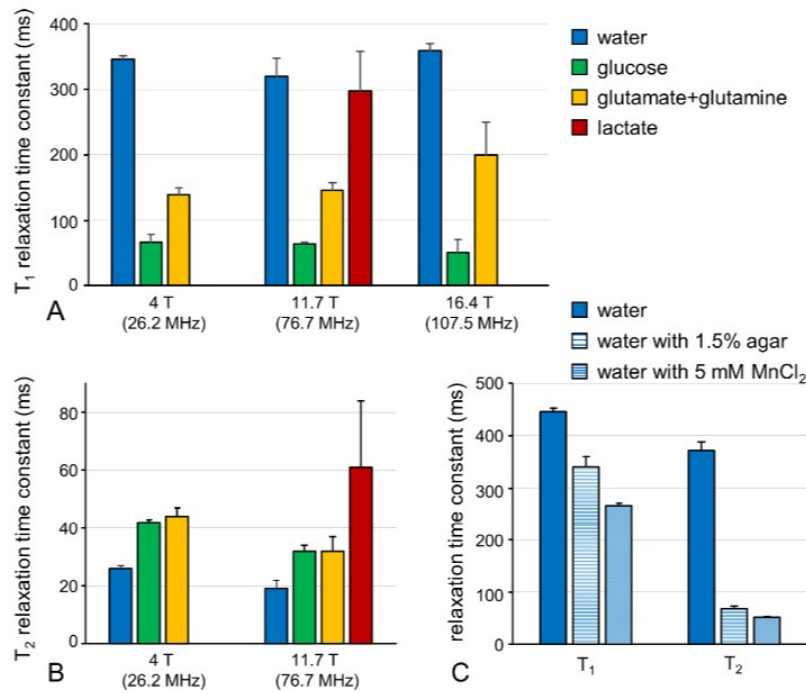 T₁ relaxation time constant (ms)
400
300
200
100
0
water
glucose
glutamate+glutamine
lactate
4 T
(26.2 MHz)
11.7 T
(76.7 MHz)
16.4 T
(107.5 MHz)
A
T₂ relaxation time constant (ms)
80
60
40
20
0
4 T
(26.2 MHz)
11.7 T
(76.7 MHz)
B
water
water with 1.5% agar
water with 5 mM MnCl₂
relaxation time constant (ms)
500
400
300
200
100
0
T₁
T₂
C